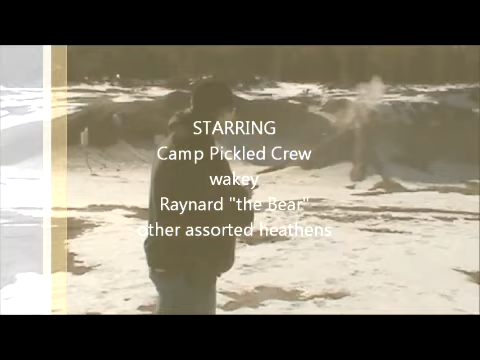 STARRING
Camp Pickled Crew
wakey
Raynard "the Bear"
other assorted heathens